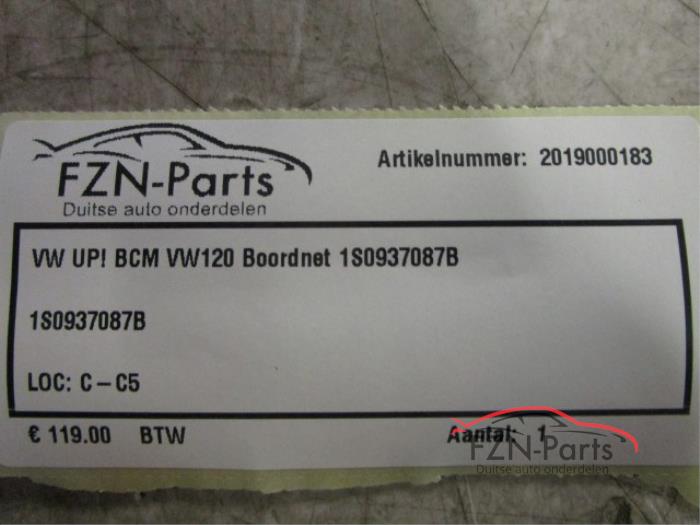 FZN-Parts
Duitse auto onderdelen
Artikelnummer: 2019000183
VW UP! BCM VW120 Boordnet 1S0937087B
1S0937087B
LOC: C-C5
€ 119.00 BTW
Aantal: 1
FZN-Parts
Duitse auto onderdelen